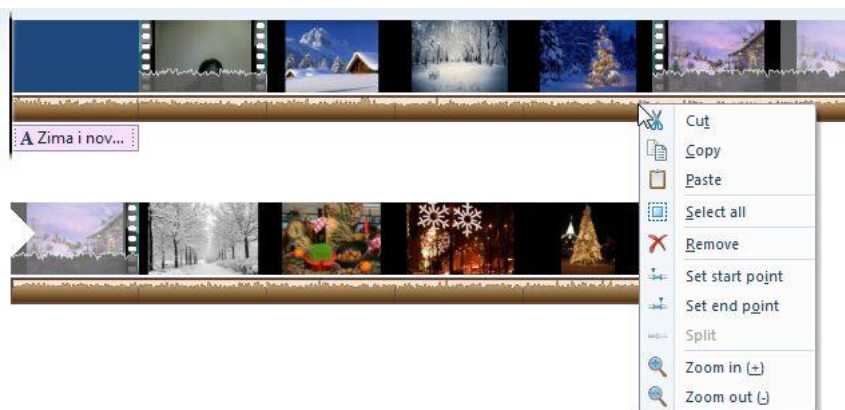 A Zima i nov...
Cut
Copy
Paste
Select all
Remove
Set start point
Set end point
Split
Zoom in (+)
Zoom out (-)